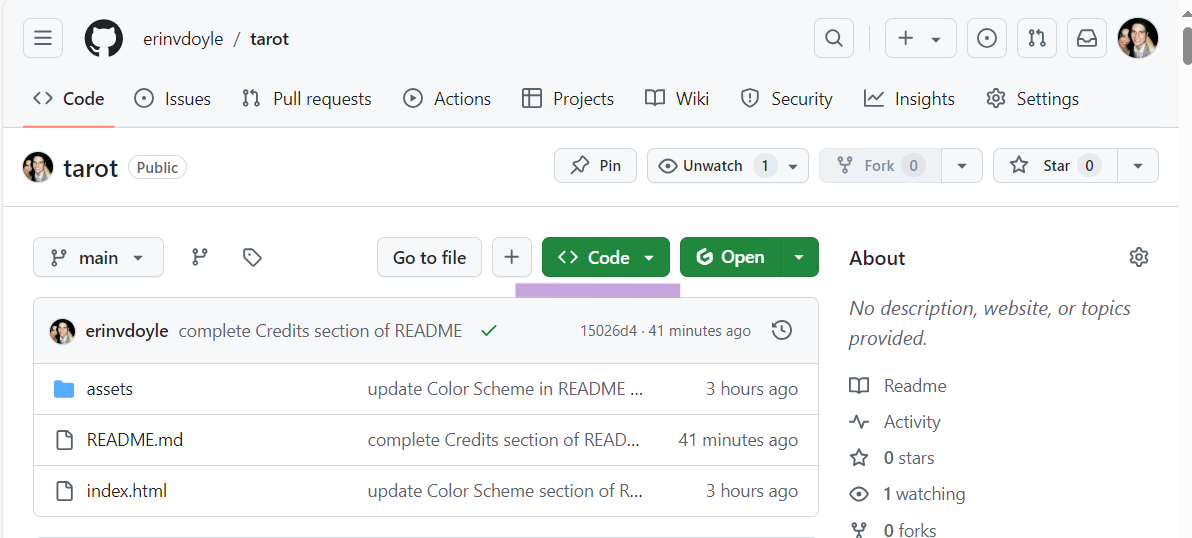 erinvdoyle / tarot
Code Issues Pull requests Actions Projects Wiki Security Insights Settings
tarot Public Pin Unwatch 1 Fork 0 Star 0
main Go to file Code Open
erinvdoyle complete Credits section of README 15026d4 · 41 minutes ago
assets update Color Scheme in README ... 3 hours ago
README.md complete Credits section of READ... 41 minutes ago
index.html update Color Scheme section of R... 3 hours ago
About
No description, website, or topics
provided.
Readme
Activity
0 stars
1 watching
0 forks